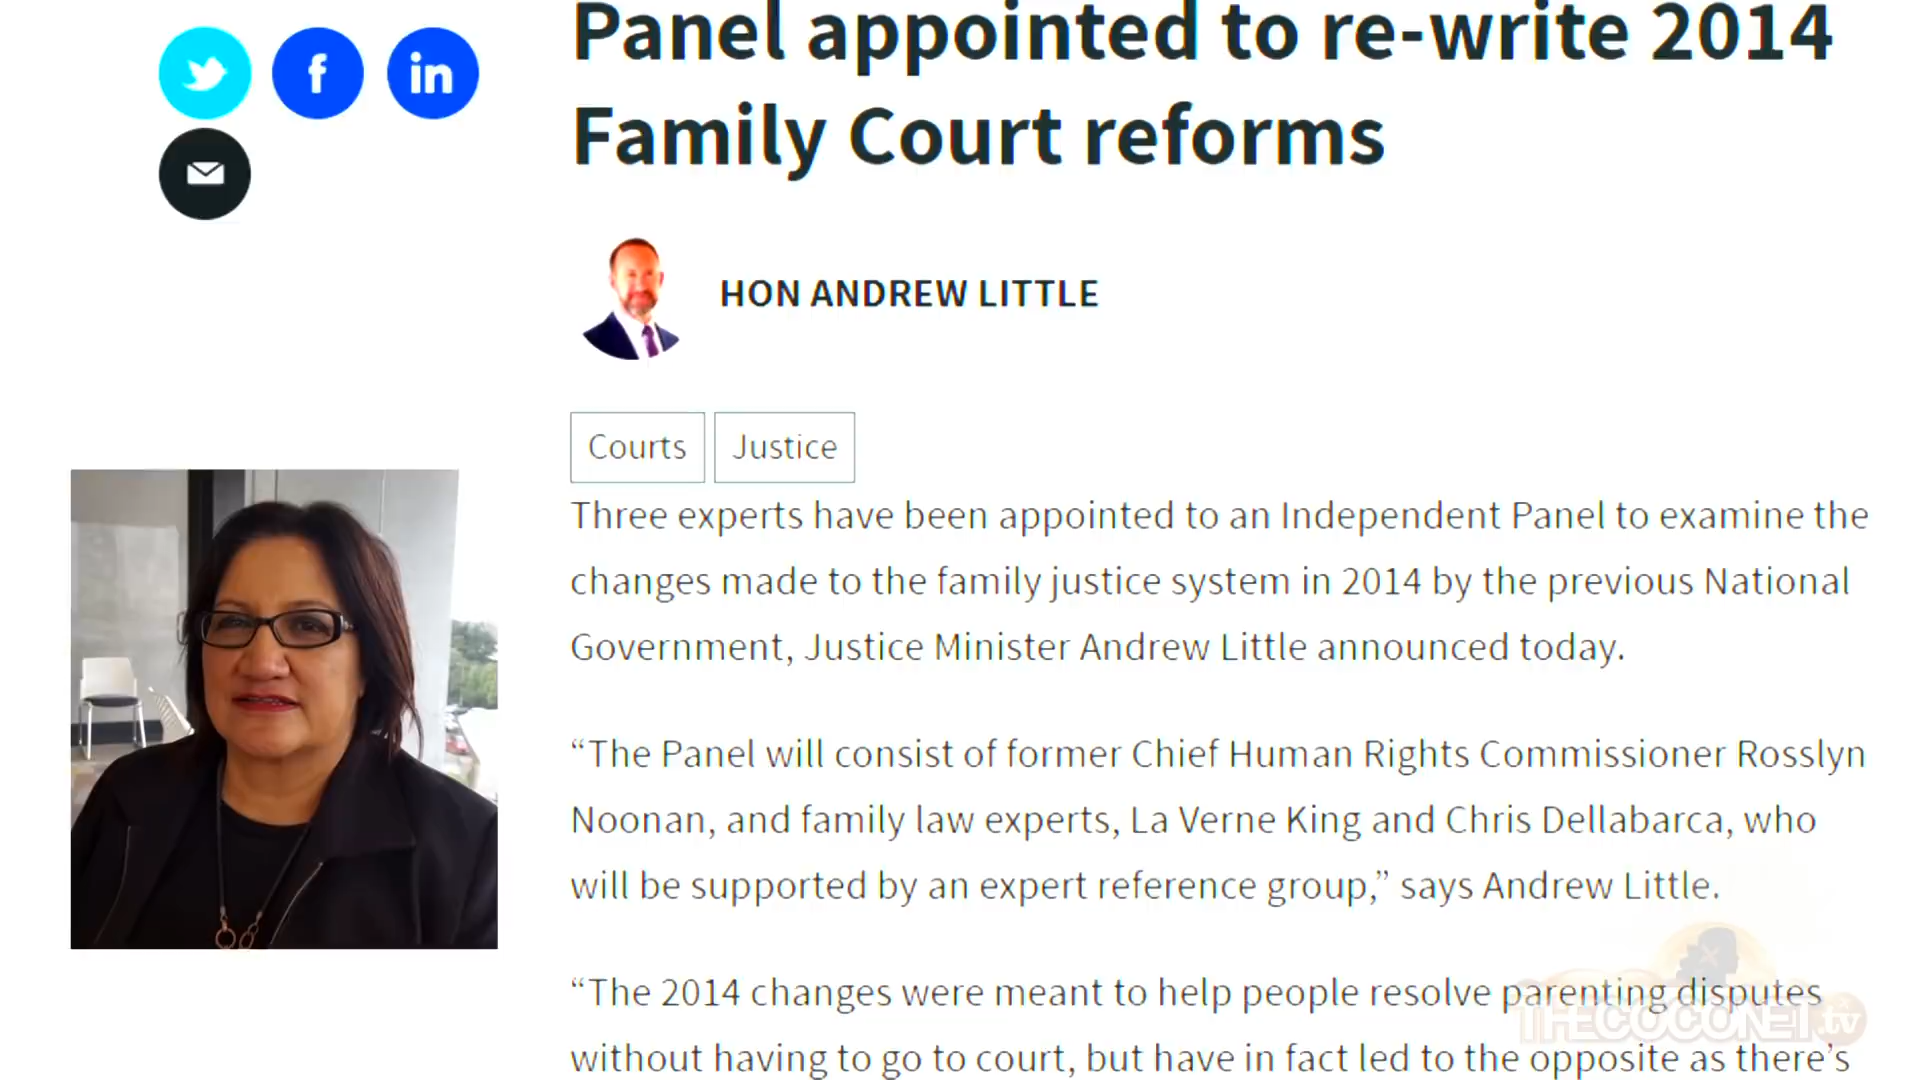 Panel appointed to re-write 2014
Family Court reforms
HON ANDREW LITTLE
Courts Justice
Three experts have been appointed to an Independent Panel to examine the
changes made to the family justice system in 2014 by the previous National
Government, Justice Minister Andrew Little announced today.
“The Panel will consist of former Chief Human Rights Commissioner Rosslyn
Noonan, and family law experts, La Verne King and Chris Dellabarca, who
will be supported by an expert reference group,” says Andrew Little.
“The 2014 changes were meant to help people resolve parenting disputes
without having to go to court, but have in fact led to the opposite as there’s
THECOCONET.tv